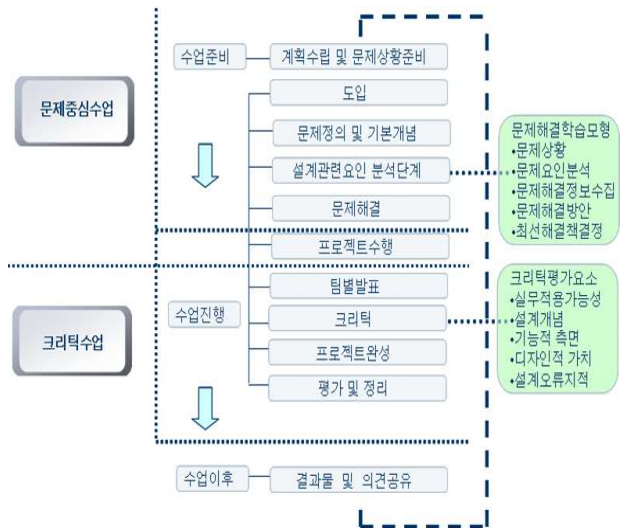 수업준비
계획수립 및 문제상황준비
문제중심수업
도입
문제정의 및 기본개념
설계관련요인 분석단계
문제해결
프로젝트수행
문제해결학습모형
•문제상황
•문제요인분석
•문제해결정보수집
•문제해결방안
•최선해결책결정
크리틱수업
수업진행
팀별발표
크리틱
프로젝트완성
평가 및 정리
크리틱평가요소
•실무적용가능성
•설계개념
•기능적 측면
•디자인적 가치
•설계오류지적
수업이후
결과물 및 의견공유